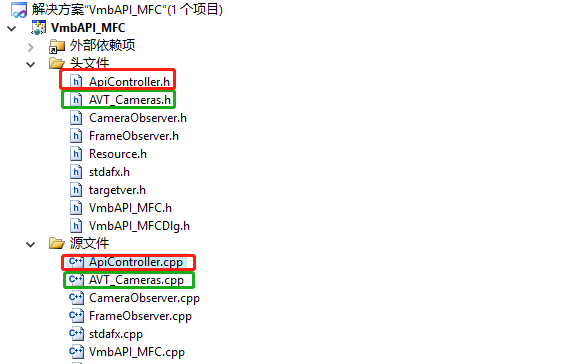 解决方案"VmbAPI_MFC"(1 个项目)
VmbAPI_MFC
外部依赖项
头文件
ApiController.h
AVT_Cameras.h
CameraObserver.h
FrameObserver.h
Resource.h
stdafx.h
targetver.h
VmbAPI_MFC.h
VmbAPI_MFCDlg.h
源文件
ApiController.cpp
AVT_Cameras.cpp
CameraObserver.cpp
FrameObserver.cpp
stdafx.cpp
VmbAPI_MFC.cpp